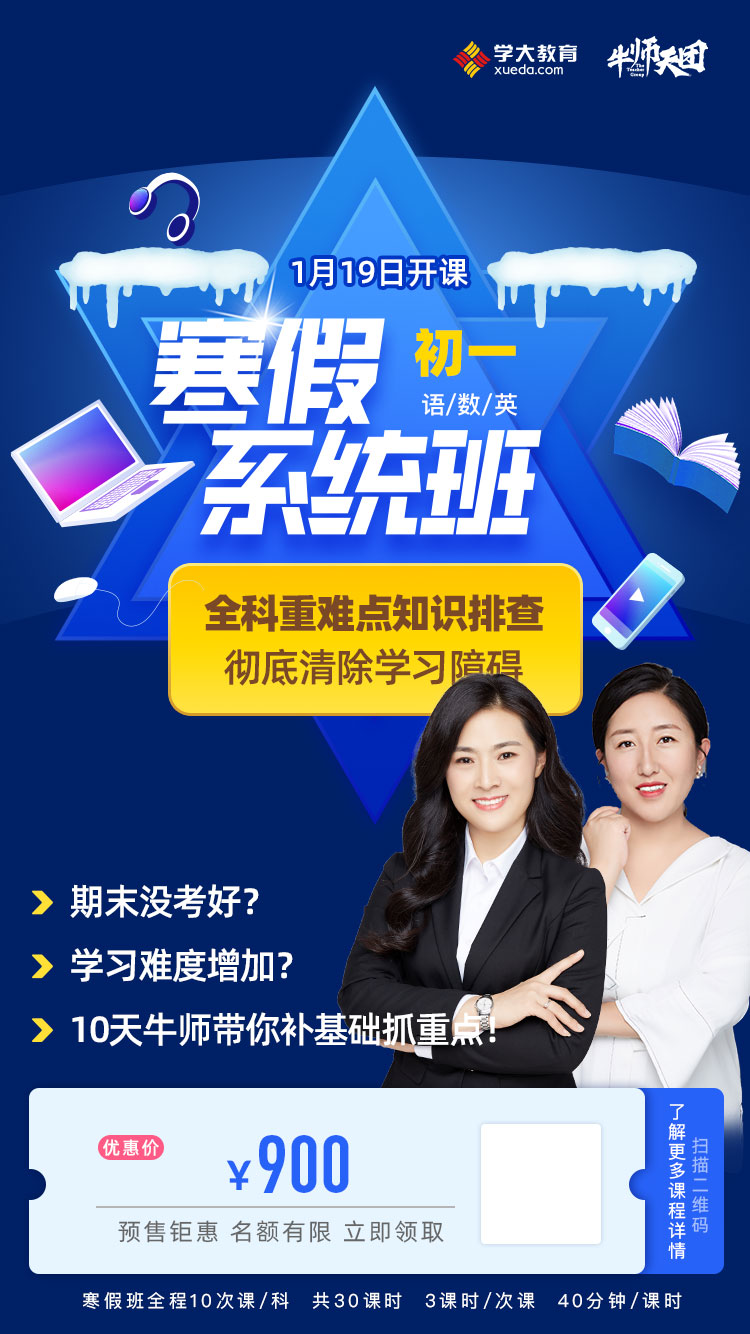 学大教育
xueda.com
牛师天团
The Teacher Group
1月19日开课
寒假
初一
语/数/英
系统班
全科重难点知识排查
彻底清除学习障碍
期末没考好?
学习难度增加?
10天牛师带你补基础抓重点!
优惠价
¥900
预售钜惠 名额有限 立即领取
扫描二维码
了解更多课程详情
寒假班全程10次课/科 共30课时 3课时/次课 40分钟/课时